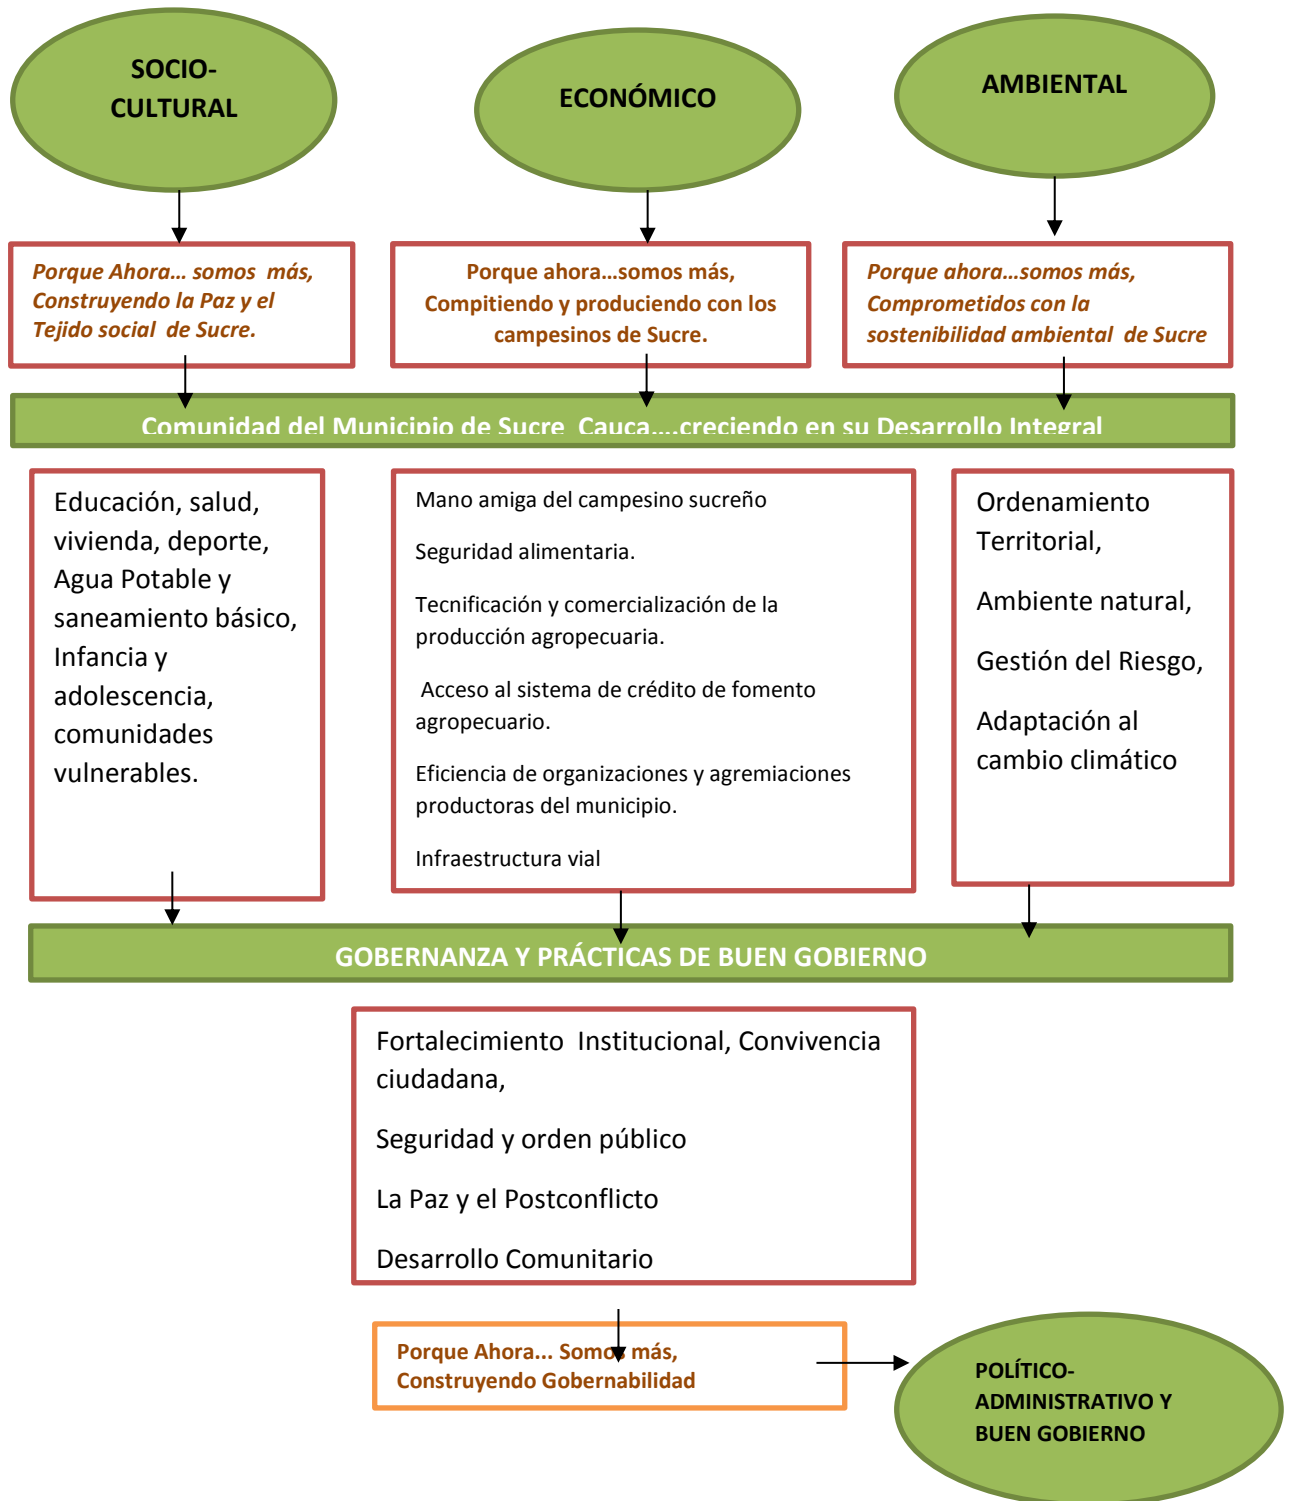 SOCIO-
CULTURAL
ECONÓMICO
AMBIENTAL
Porque Ahora... somos  más,
Construyendo la Paz y el
Tejido social  de Sucre.
Porque ahora...somos más,
Compitiendo y produciendo con los
campesinos de Sucre.
Porque ahora...somos más,
Comprometidos con la
sostenibilidad ambiental  de Sucre
Comunidad del Municipio de Sucre  Cauca....creciendo en su Desarrollo Integral
Educación, salud,
vivienda, deporte,
Agua Potable y
saneamiento básico,
Infancia y
adolescencia,
comunidades
vulnerables.
Mano amiga del campesino sucreño
Seguridad alimentaria.
Tecnificación y comercialización de la
producción agropecuaria.
Acceso al sistema de crédito de fomento
agropecuario.
Eficiencia de organizaciones y agremiaciones
productoras del municipio.
Infraestructura vial
Ordenamiento
Territorial,
Ambiente natural,
Gestión del Riesgo,
Adaptación al
cambio climático
GOBERNANZA Y PRÁCTICAS DE BUEN GOBIERNO
Fortalecimiento  Institucional, Convivencia
ciudadana,
Seguridad y orden público
La Paz y el Postconflicto
Desarrollo Comunitario
Porque Ahora... Somos más,
Construyendo Gobernabilidad
POLÍTICO-
ADMINISTRATIVO Y
BUEN GOBIERNO